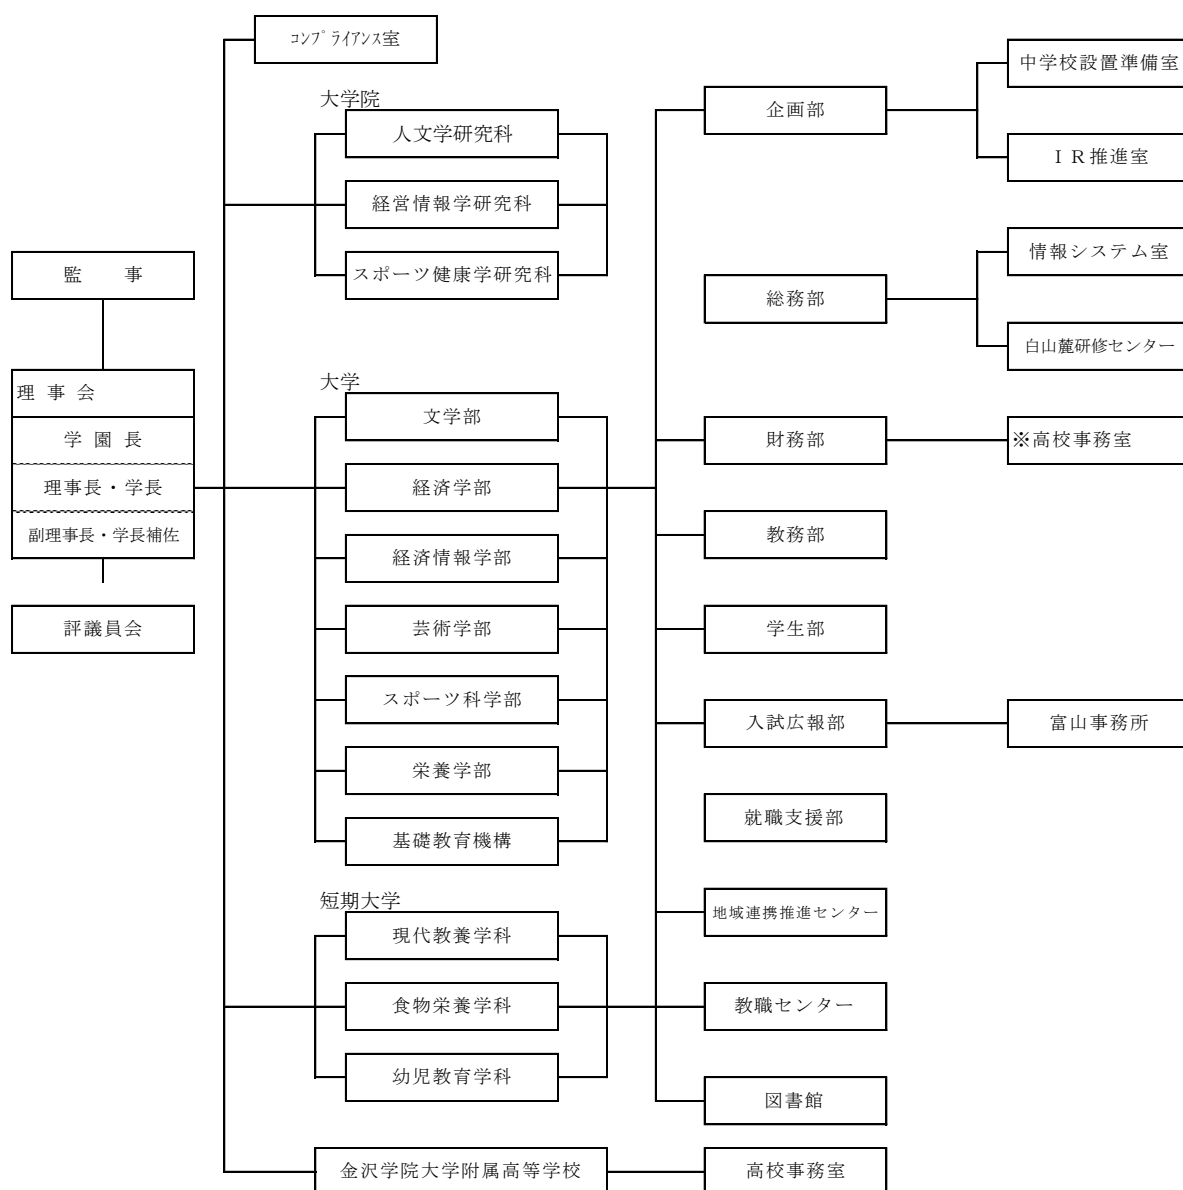 監　　事
理 事 会
学 園 長
理事長・学長
副理事長・学長補佐
評議員会
ｺﾝﾌﾟﾗｲｱﾝｽ室
大学院
人文学研究科
経営情報学研究科
スポーツ健康学研究科
大学
文学部
経済学部
経済情報学部
芸術学部
スポーツ科学部
栄養学部
基礎教育機構
短期大学
現代教養学科
食物栄養学科
幼児教育学科
金沢学院大学附属高等学校
企画部
総務部
財務部
教務部
学生部
入試広報部
就職支援部
地域連携推進センター
教職センター
図書館
高校事務室
中学校設置準備室
ＩＲ推進室
情報システム室
白山麓研修センター
※高校事務室
富山事務所